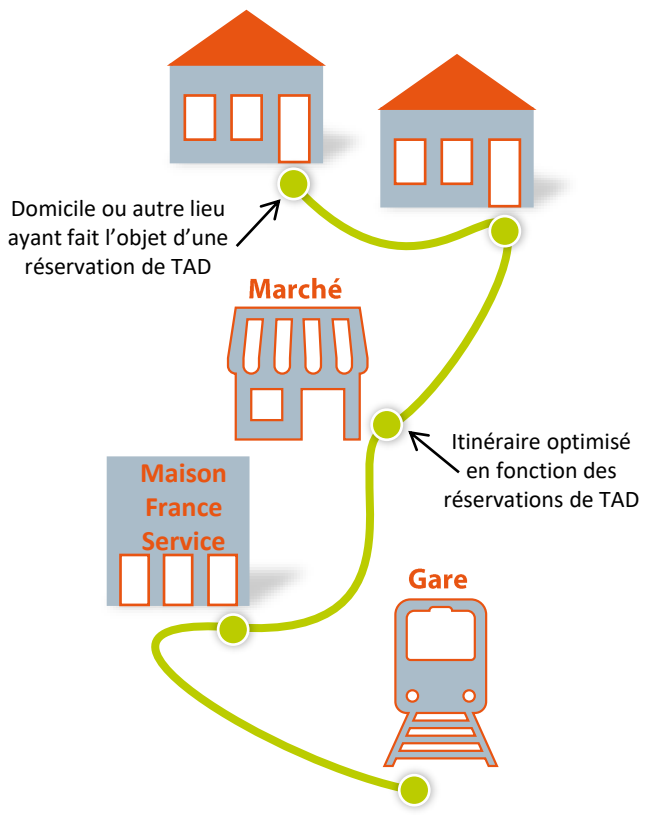 Domicile ou autre lieu
ayant fait l’objet d’une
réservation de TAD
Marché
Itinéraire optimisé
en fonction des
réservations de TAD
Maison
France
Service
Gare